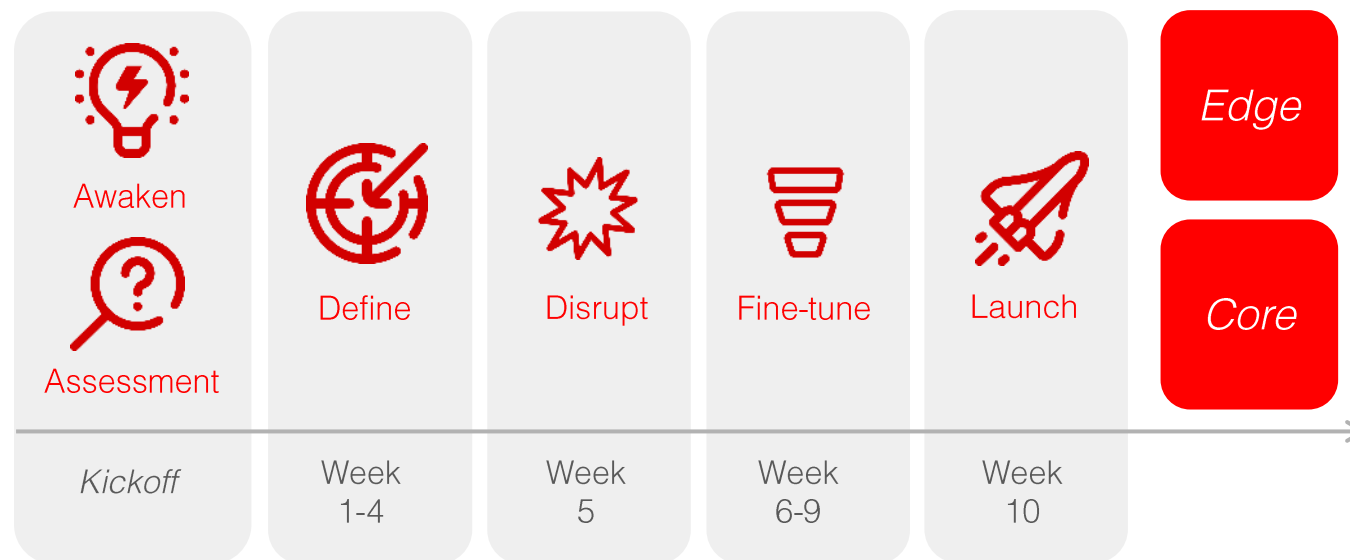 Awaken
?
Assessment
Define
Disrupt
Fine-tune
Launch
Edge
Core
Kickoff
Week
1-4
Week
5
Week
6-9
Week
10